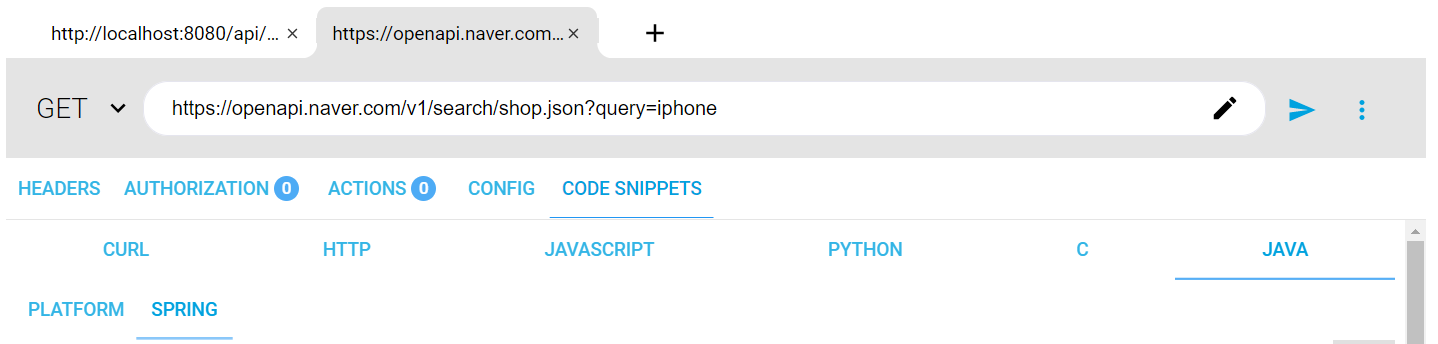 http://localhost:8080/api/... https://openapi.naver.com...
GET https://openapi.naver.com/v1/search/shop.json?query=iphone
HEADERS AUTHORIZATION 0 ACTIONS 0 CONFIG CODE SNIPPETS
CURL HTTP JAVASCRIPT PYTHON C JAVA
PLATFORM SPRING